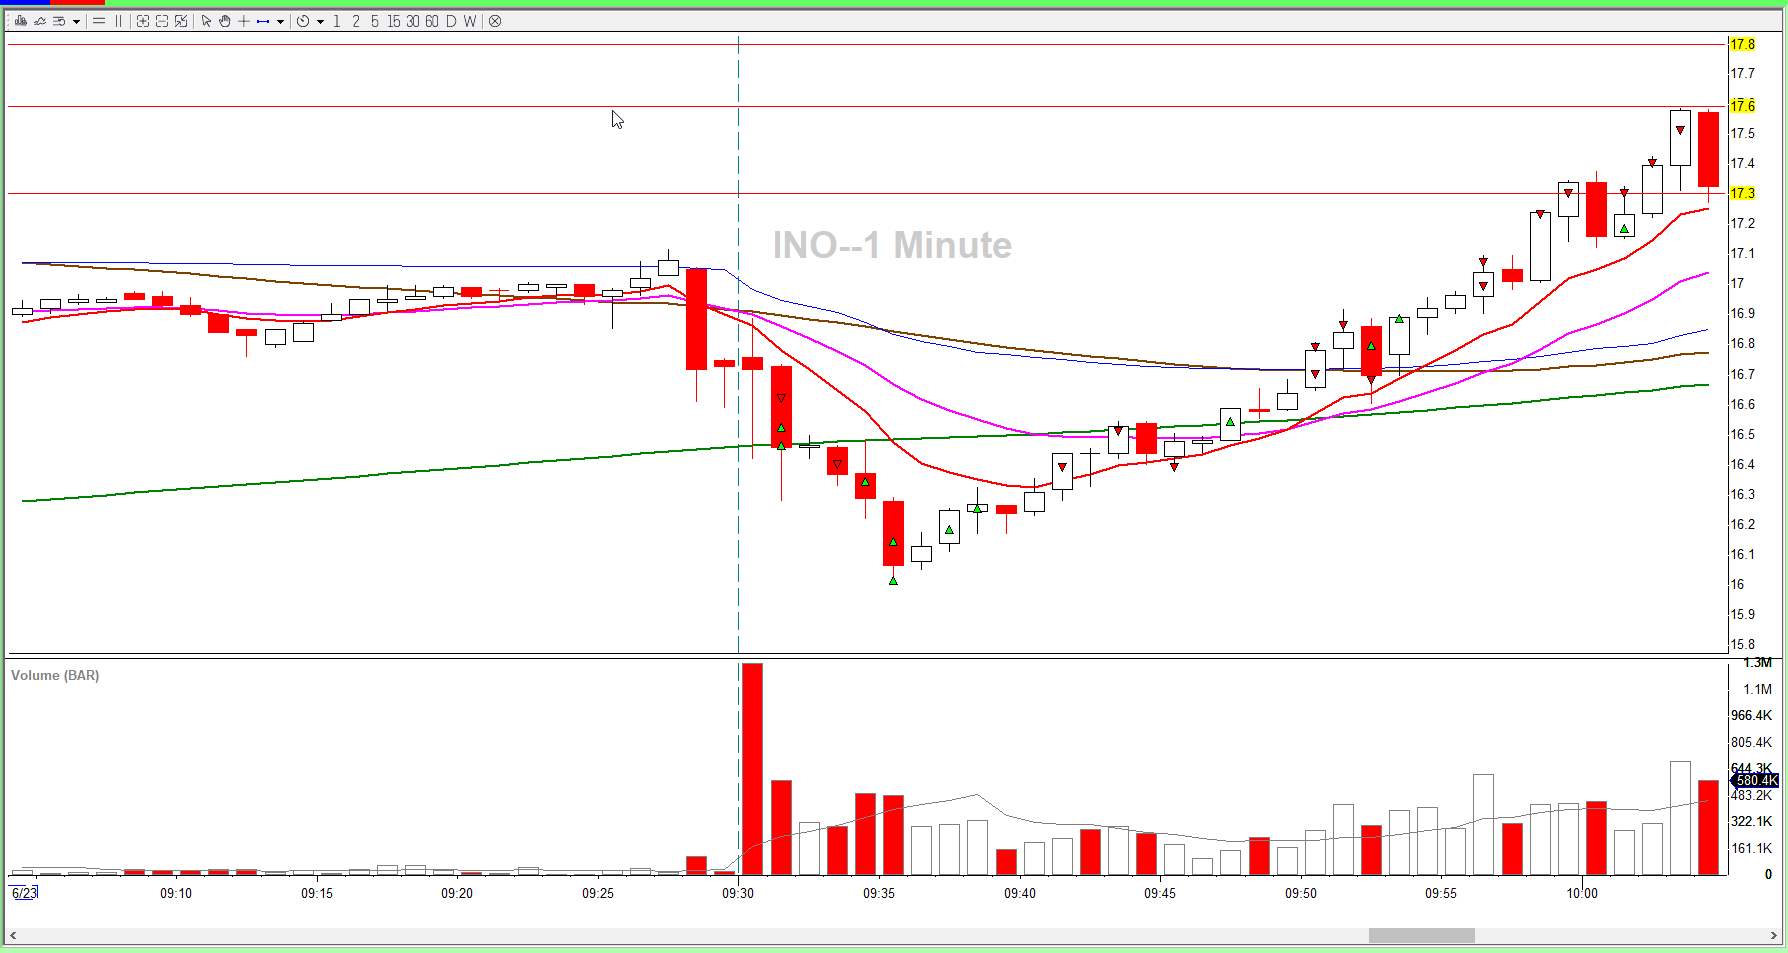 1 2 5 15 30 60 D W
INO--1 Minute
17.8
17.7
17.6
17.5
17.4
17.3
17.2
17.1
17
16.9
16.8
16.7
16.6
16.5
16.4
16.3
16.2
16.1
16
15.9
15.8
Volume (BAR)
1.3M
1.1M
966.4K
805.4K
644.3K
580.4K
483.2K
322.1K
161.1K
0
6/23 09:10 09:15 09:20 09:25 09:30 09:35 09:40 09:45 09:50 09:55 10:00